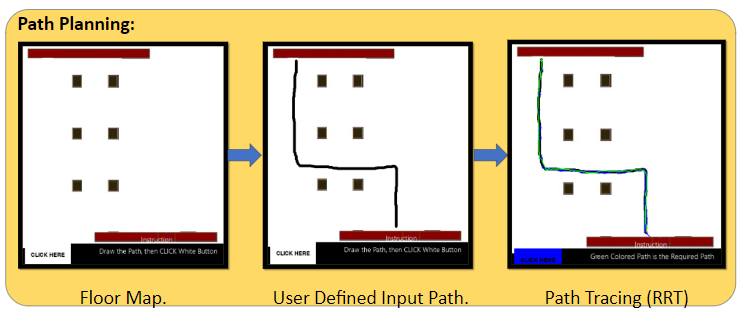 Path Planning:
Instruction
CLICK HERE
Draw the Path, then CLICK White Button
Floor Map.
Instruction
CLICK HERE
Draw the Path, then CLICK White Button
User Defined Input Path.
Instruction
CLICK HERE
Green Colored Path is the Required Path
Path Tracing (RRT)